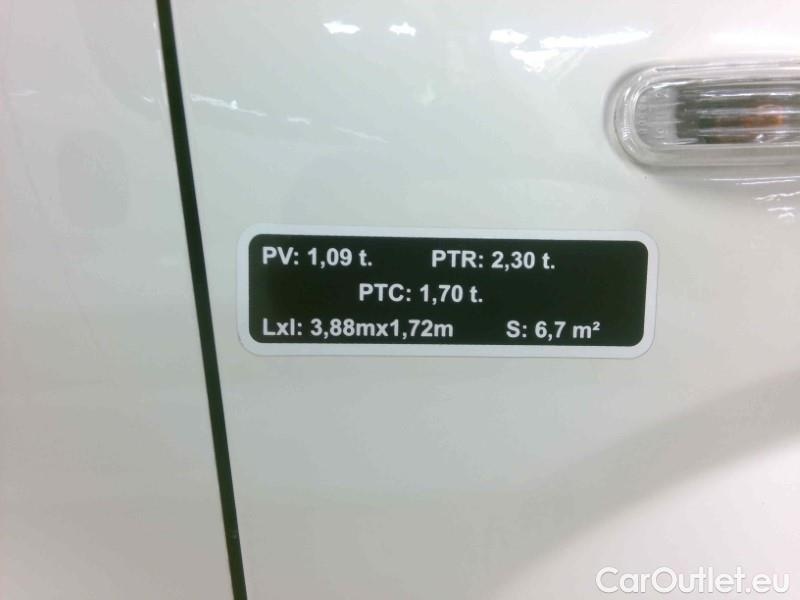 PV: 1,09 t. PTR: 2,30 t.
PTC: 1,70 t.
Lxl: 3,88mx1,72m S: 6,7 m²
CarOutlet.eu